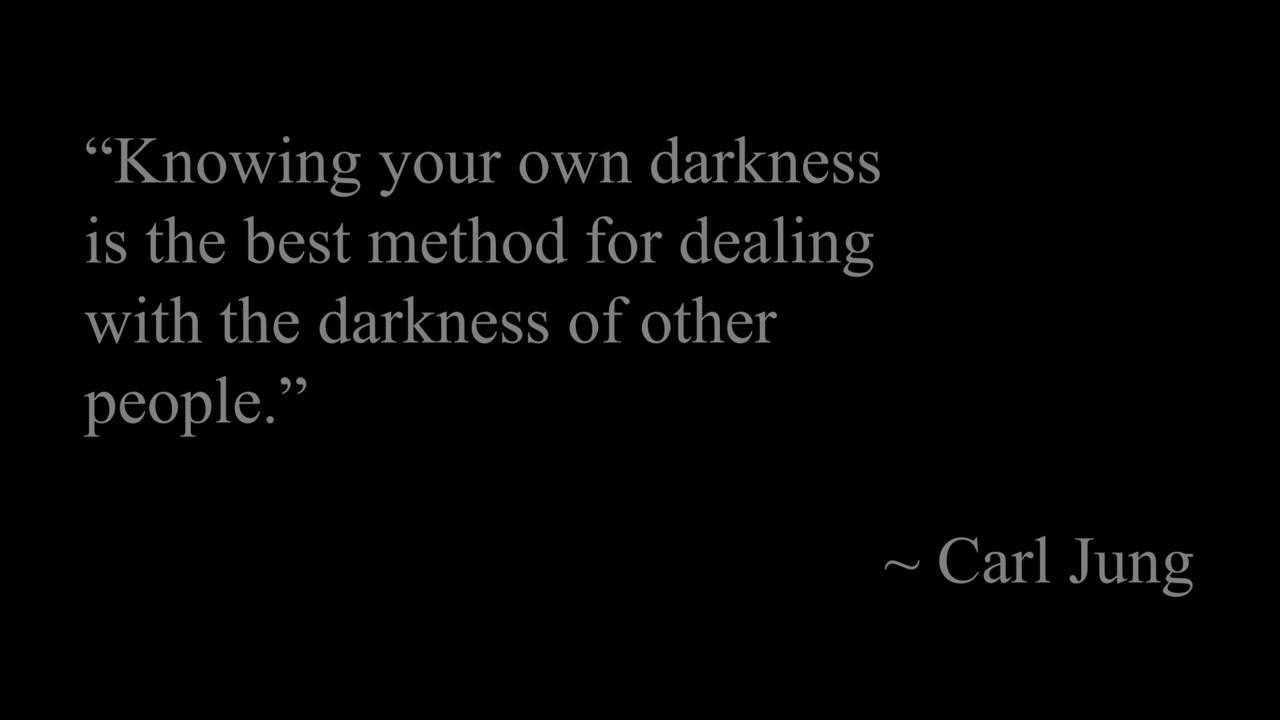 “Knowing your own darkness
is the best method for dealing
with the darkness of other
people.”
~ Carl Jung